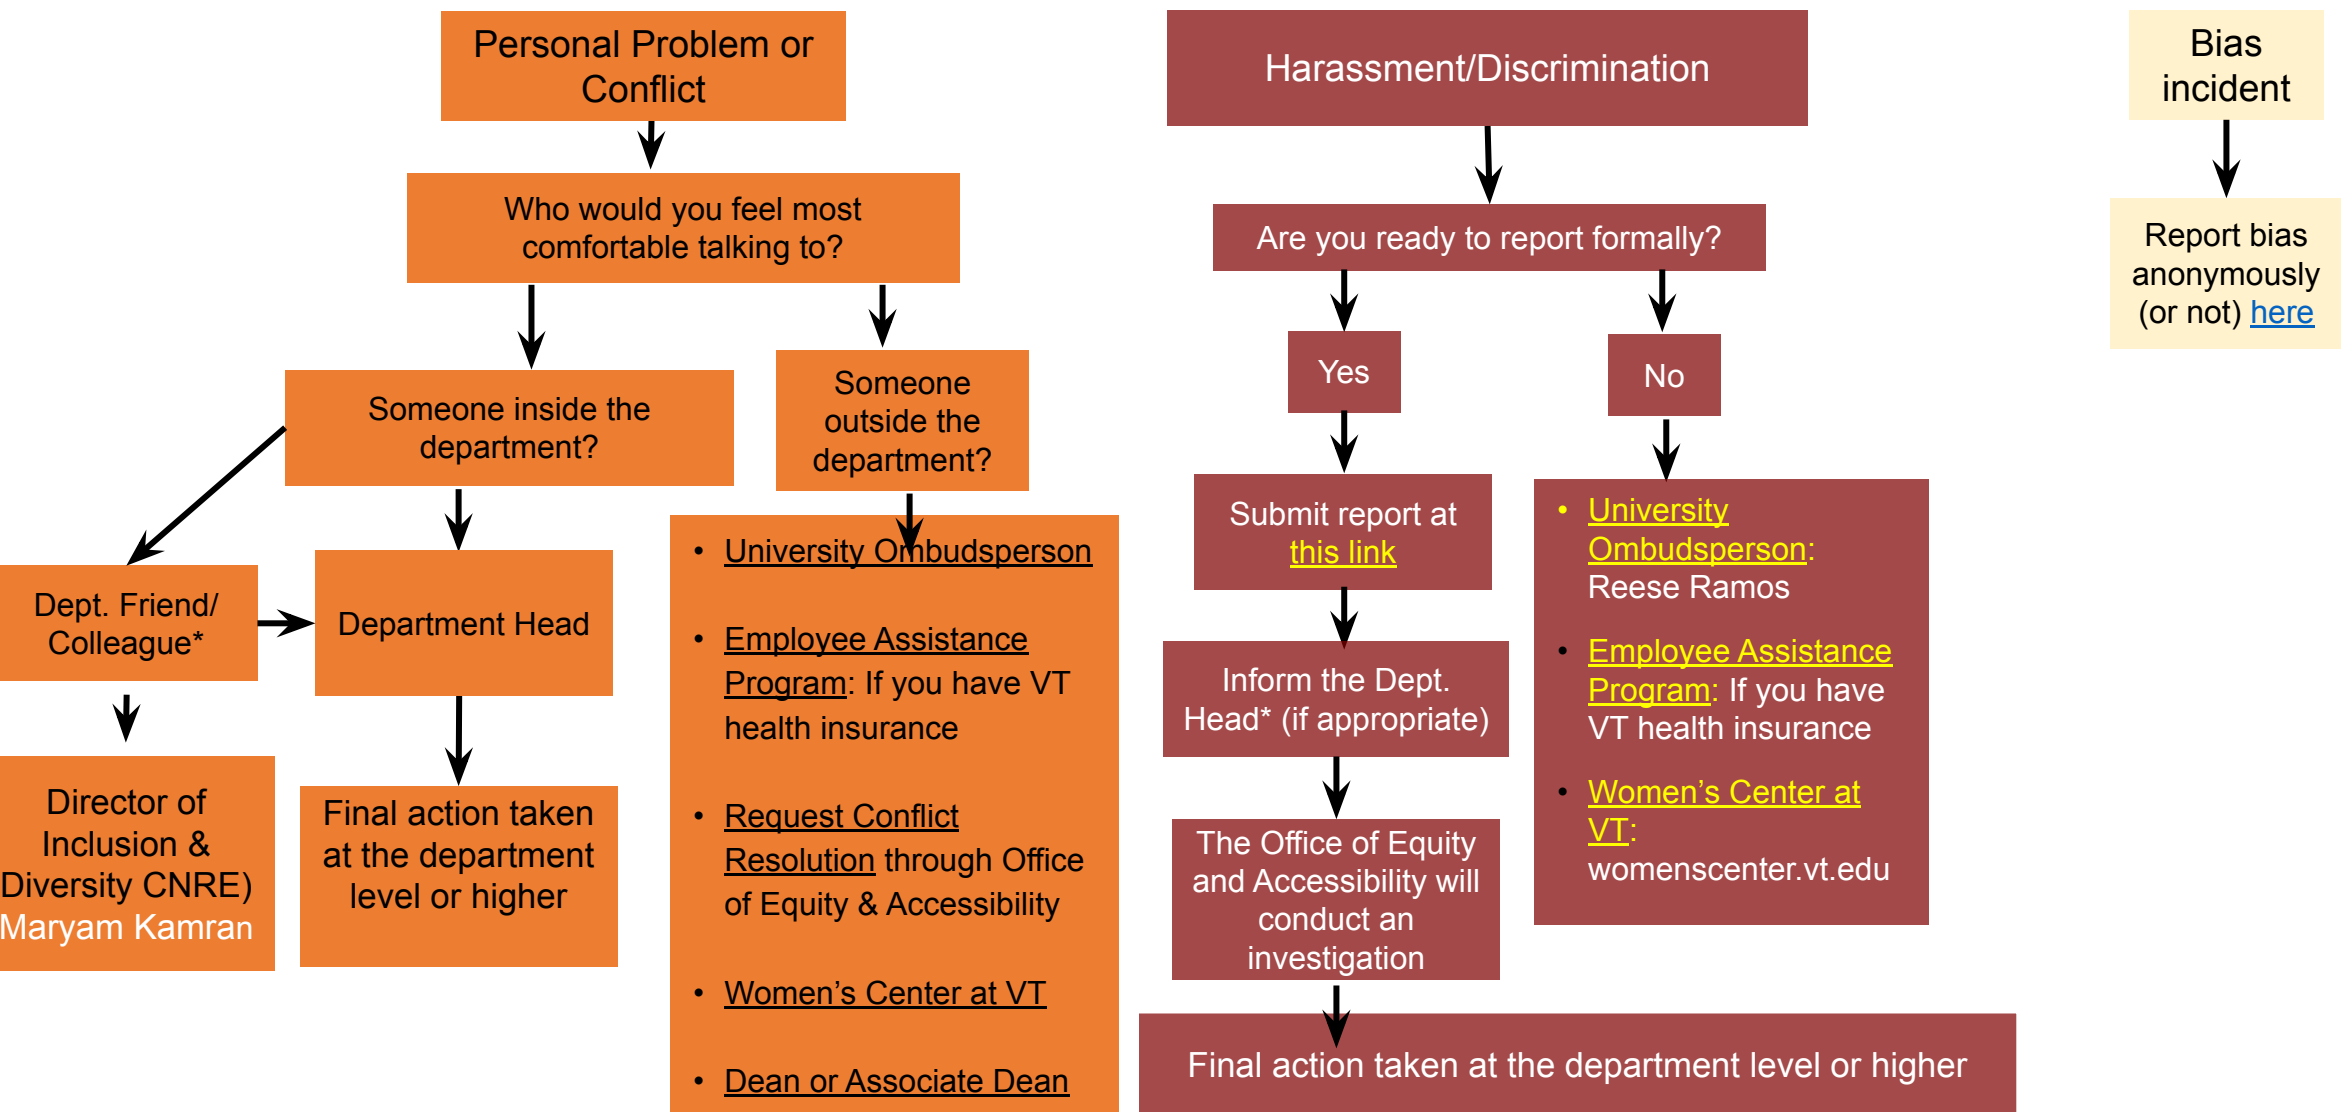 Personal Problem or
Conflict
Who would you feel most
comfortable talking to?
Someone inside the
department?
Someone
outside the
department?
Dept. Friend/
Colleague*
Department Head
Director of
Inclusion &
Diversity CNRE)
Maryam Kamran
Final action taken
at the department
level or higher
• University Ombudsperson
• Employee Assistance
Program: If you have VT
health insurance
• Request Conflict
Resolution through Office
of Equity & Accessibility
• Women’s Center at VT
• Dean or Associate Dean
Harassment/Discrimination
Are you ready to report formally?
Yes
No
Submit report at
this link
Inform the Dept.
Head* (if appropriate)
The Office of Equity
and Accessibility will
conduct an
investigation
• University
Ombudsperson:
Reese Ramos
• Employee Assistance
Program: If you have
VT health insurance
• Women’s Center at
VT:
womenscenter.vt.edu
Final action taken at the department level or higher
Bias
incident
Report bias
anonymously
(or not) here